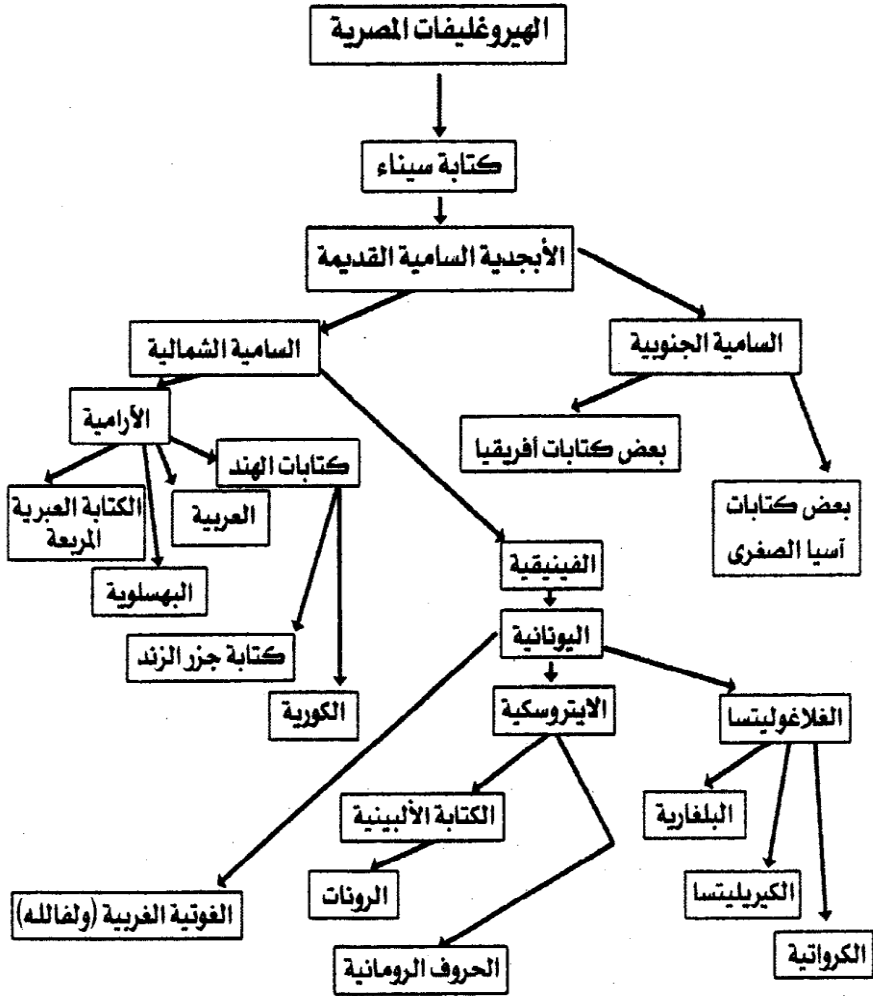 الهيروغليفات المصرية
كتابة سيناء
الأبجدية السامية القديمة
السامية الجنوبية
السامية الشمالية
بعض كتابات أفريقيا
بعض كتابات
آسيا الصغرى
الأرامية
كتابات الهند
العربية
الكتابة العبرية
المربعة
البهسلوية
كتابة جزر الزند
الكورية
الفينيقية
اليونانية
الايتروسكية
الغلاغوليتسا
البلغارية
الكيريليتسا
الكرواتية
الكتابة الألبينية
الرونات
الحروف الرومانية
الغوتية الغربية (ولفالله)